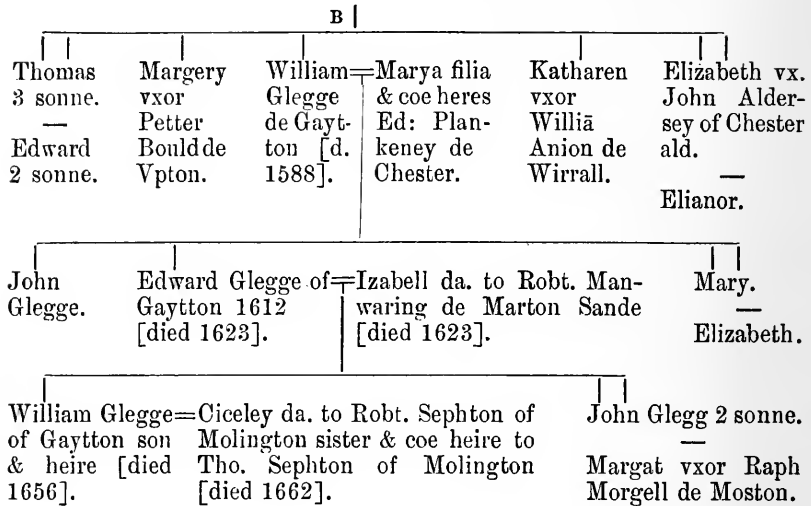 B
Thomas
3 sonne.
—
Edward
2 sonne.
Margery
vxor
Petter
Bould de
Vpton.
William=Marya filia
Glegge & coe heres
de Gayt- Ed: Plan-
ton [d. keney de
1588]. Chester.
Katharen
vxor
Williā
Anion de
Wirrall.
Elizabeth vx.
John Alder-
sey of Chester
ald.
—
Elianor.
John
Glegge.
Edward Glegge of=Izabell da. to Robt. Man-
Gaytton 1612 waring de Marton Sande
[died 1623]. [died 1623].
Mary.
—
Elizabeth.
William Glegge=Ciceley da. to Robt. Sephton of
of Gaytton son Molington sister & coe heire to
& heire [died Tho. Sephton of Molington
1656]. [died 1662].
John Glegg 2 sonne.
—
Margat vxor Raph
Morgell de Moston.